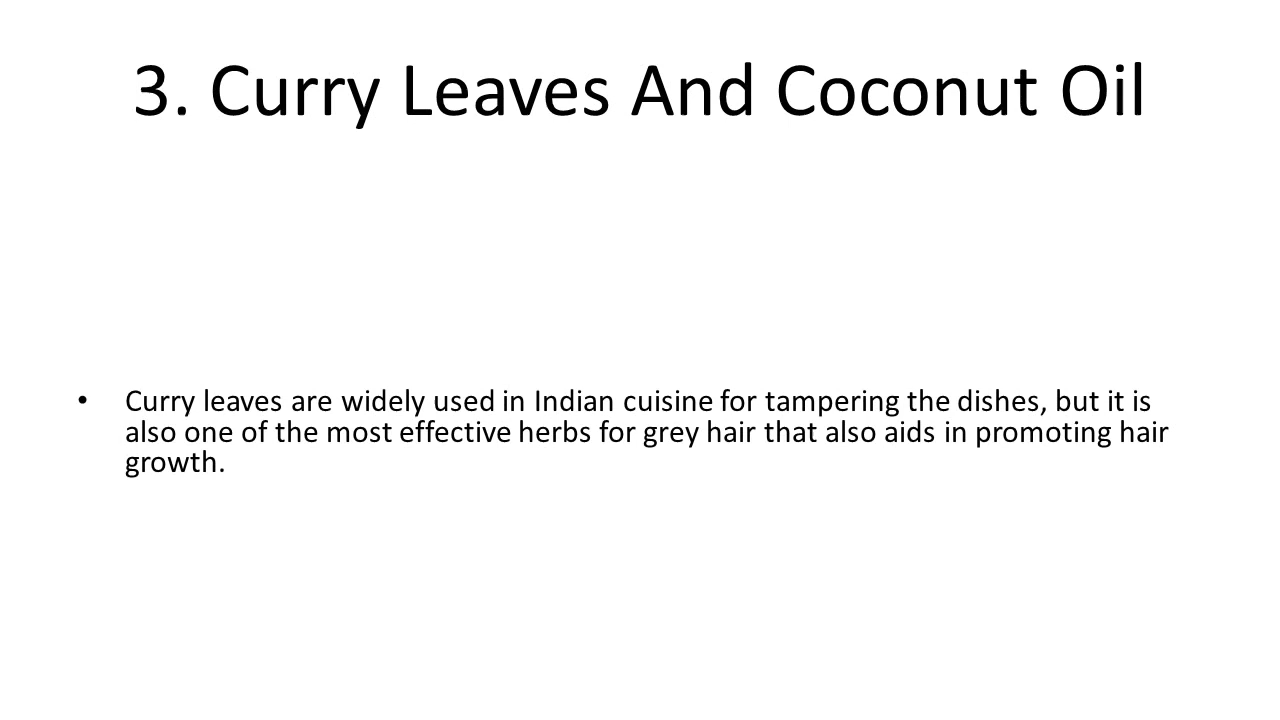 3. Curry Leaves And Coconut Oil
• Curry leaves are widely used in Indian cuisine for tampering the dishes, but it is
also one of the most effective herbs for grey hair that also aids in promoting hair
growth.